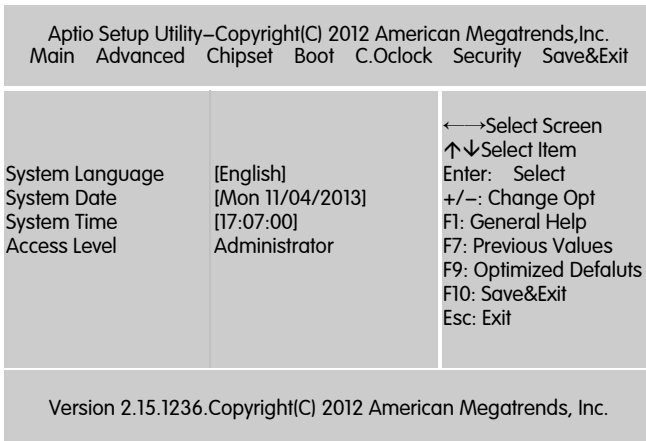 Aptio Setup Utility–Copyright(C) 2012 American Megatrends,Inc.
Main Advanced Chipset Boot C.Oclock Security Save&Exit
System Language [English]
System Date [Mon 11/04/2013]
System Time [17:07:00]
Access Level Administrator
←→Select Screen
↑↓Select Item
Enter: Select
+/–: Change Opt
F1: General Help
F7: Previous Values
F9: Optimized Defaluts
F10: Save&Exit
Esc: Exit
Version 2.15.1236.Copyright(C) 2012 American Megatrends, Inc.